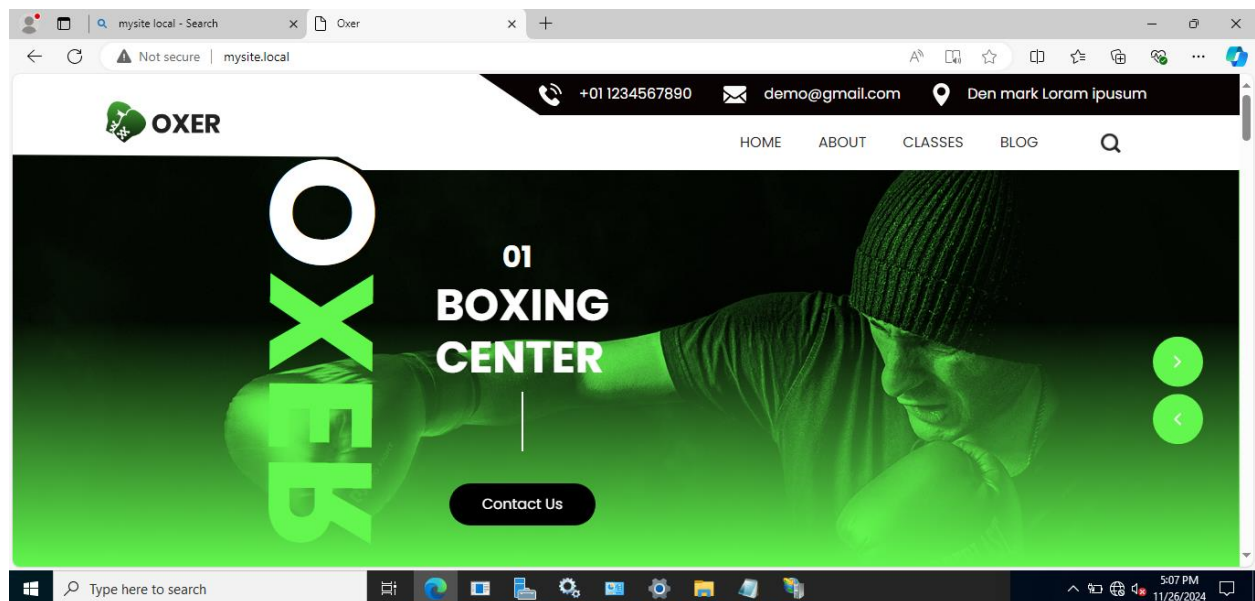 mysite local - Search
Oxer
Not secure | mysite.local
+01 1234567890 demo@gmail.com Den mark Loram ipusum
OXER
HOME ABOUT CLASSES BLOG
OXER
01
BOXING
CENTER
Contact Us
Type here to search
5:07 PM
11/26/2024